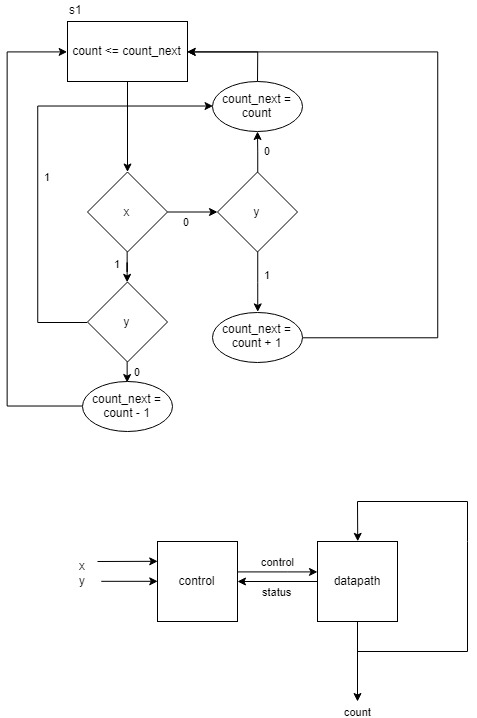 s1
count <= count_next
count_next =
count
0
1
x
0
y
1
1
y
count_next =
count + 1
0
count_next =
count - 1
x
y
control
control
status
datapath
count